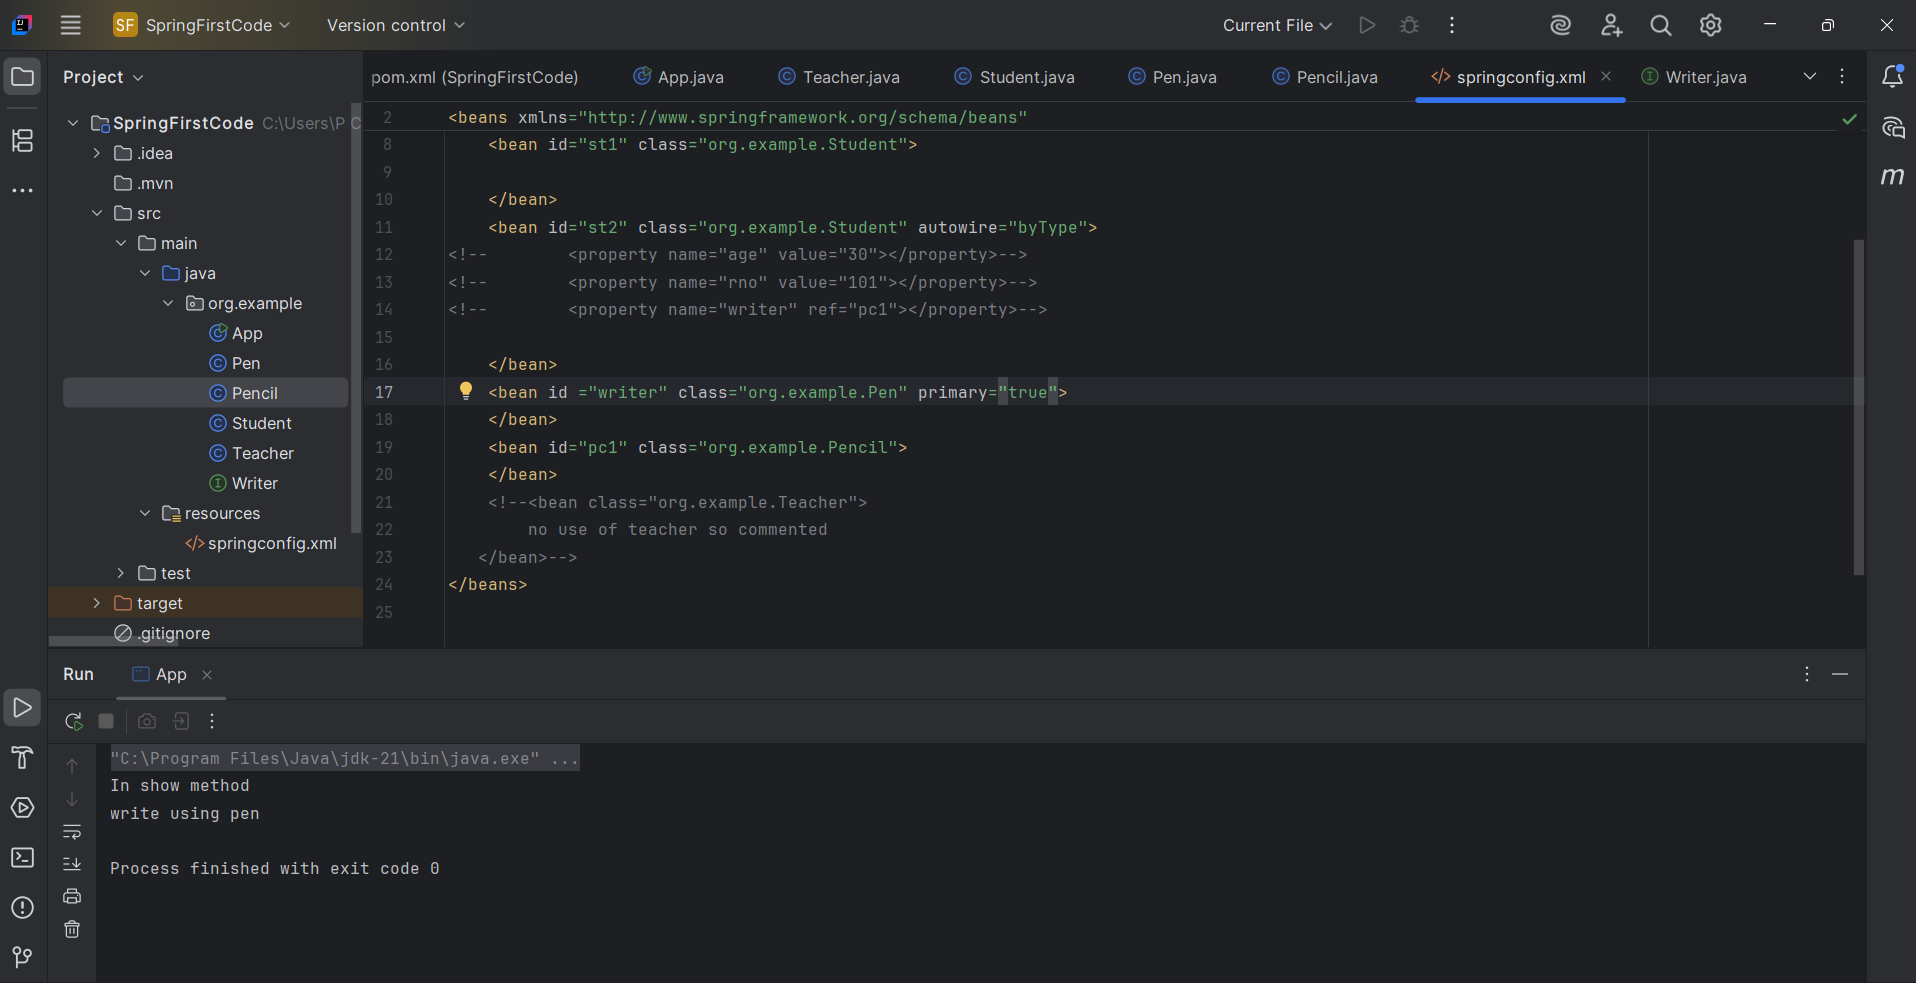 SF SpringFirstCode Version control Current File
Project
pom.xml (SpringFirstCode) App.java Teacher.java Student.java Pen.java Pencil.java springconfig.xml Writer.java
SpringFirstCode C:\Users\P C
.idea
.mvn
src
main
java
org.example
App
Pen
Pencil
Student
Teacher
Writer
resources
springconfig.xml
test
target
.gitignore
2 <beans xmlns="http://www.springframework.org/schema/beans"
8 <bean id="st1" class="org.example.Student">
9
10 </bean>
11 <bean id="st2" class="org.example.Student" autowire="byType">
12 <!-- <property name="age" value="30"></property>-->
13 <!-- <property name="rno" value="101"></property>-->
14 <!-- <property name="writer" ref="pc1"></property>-->
15
16 </bean>
17 <bean id ="writer" class="org.example.Pen" primary="true">
18 </bean>
19 <bean id="pc1" class="org.example.Pencil">
20 </bean>
21 <!--<bean class="org.example.Teacher">
22 no use of teacher so commented
23 </bean>-->
24 </beans>
25
Run App
"C:\Program Files\Java\jdk-21\bin\java.exe" ...
In show method
write using pen
Process finished with exit code 0